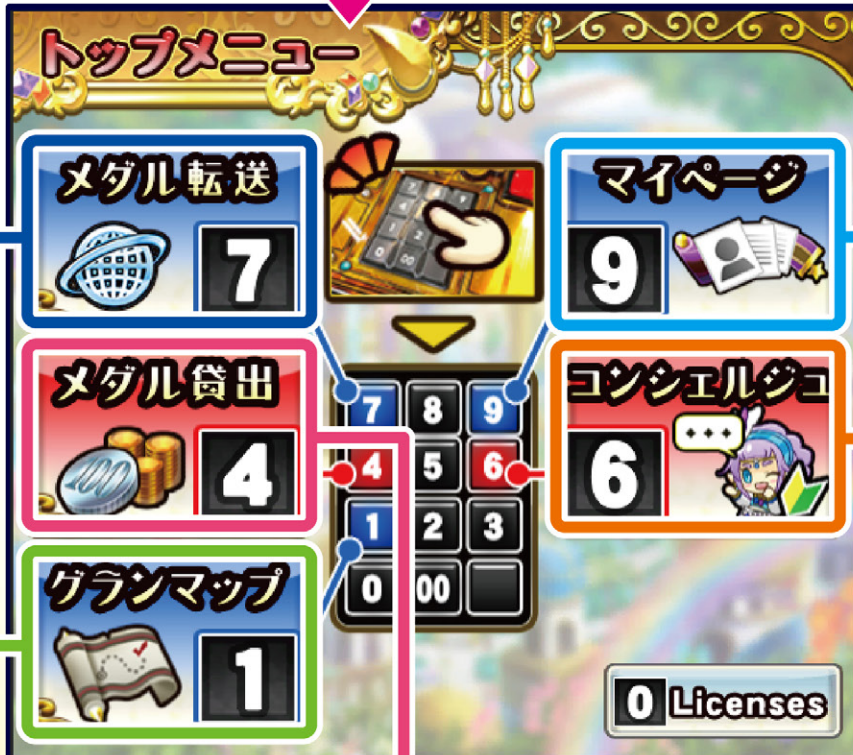 トップメニュー
メダル転送
7
マイページ
9
メダル貸出
4
コンシェルジュ
6
グランマップ
1
7 8 9
4 5 6
1 2 3
0 00
0 Licenses
100